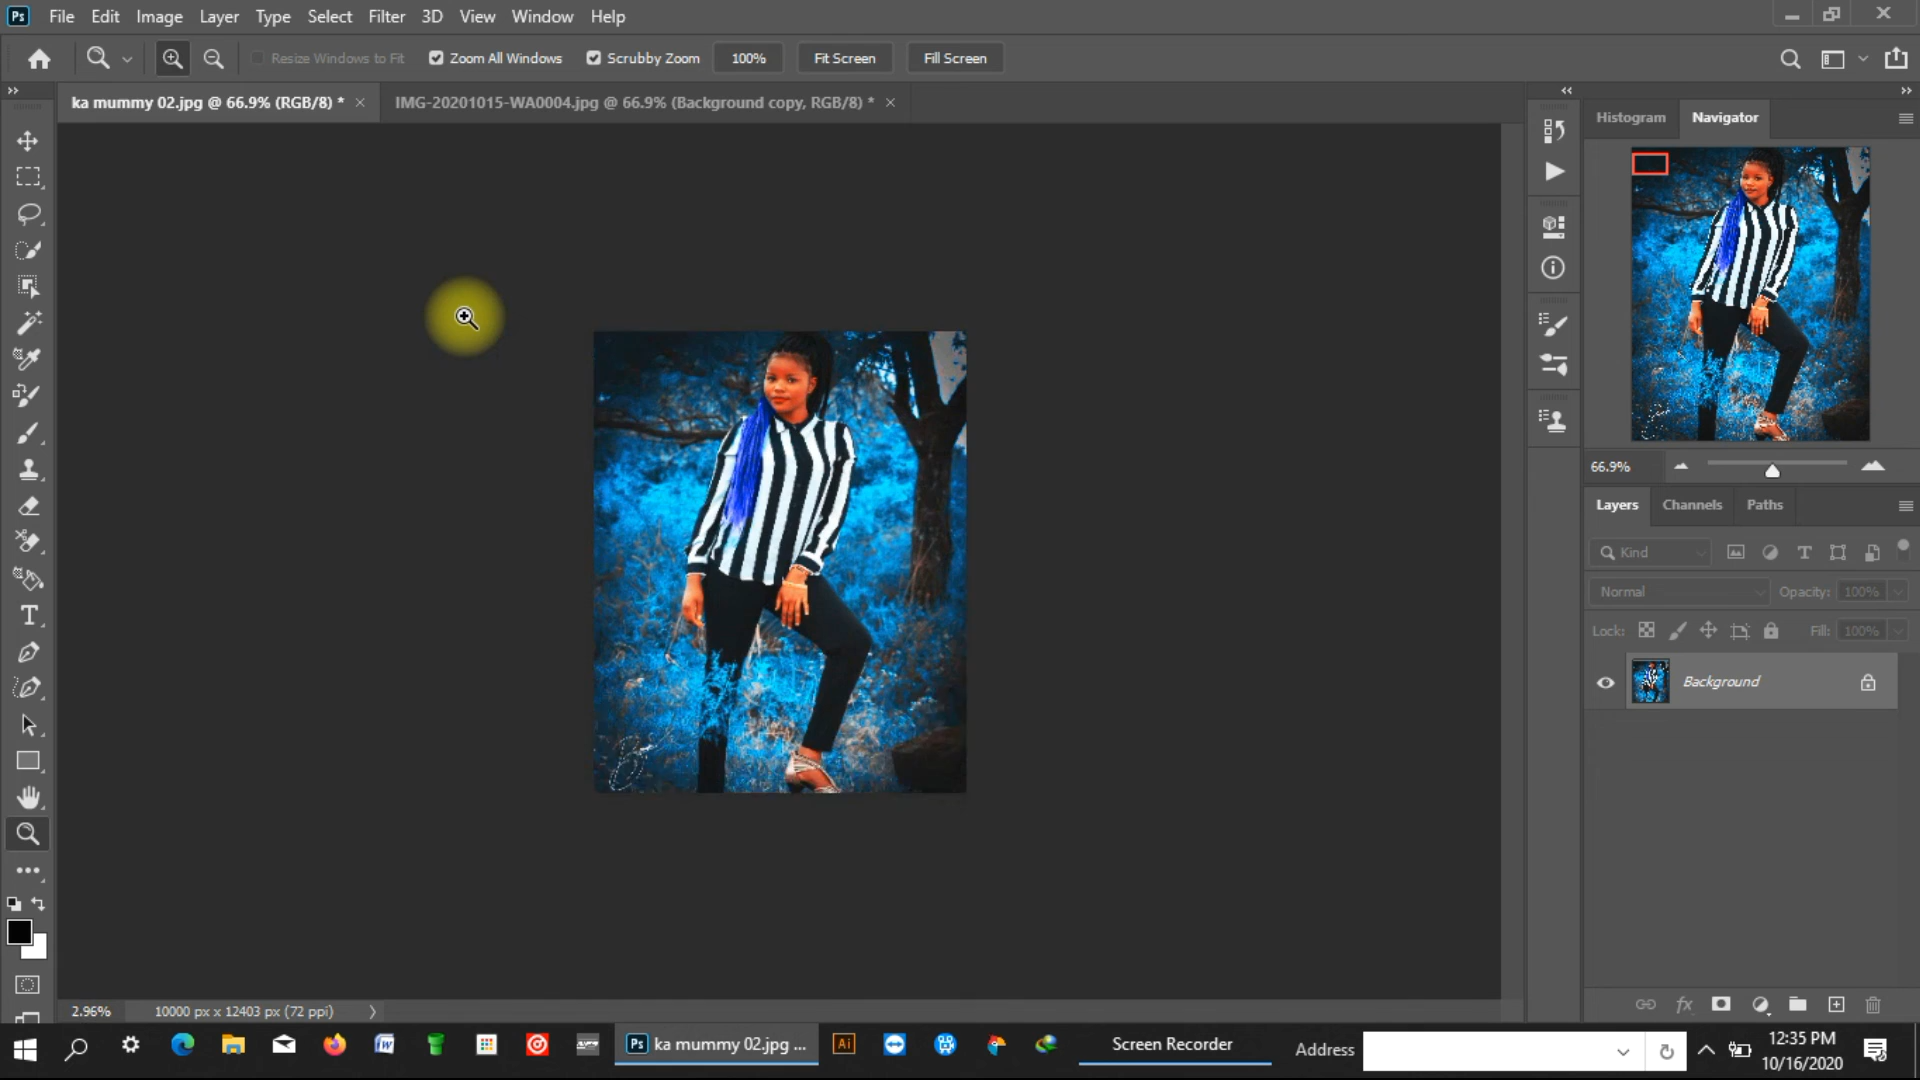 Ps File Edit Image Layer Type Select Filter 3D View Window Help
Resize Windows to Fit Zoom All Windows Scrubby Zoom 100% Fit Screen Fill Screen
ka mummy 02.jpg @ 66.9% (RGB/8) * IMG-20201015-WA0004.jpg @ 66.9% (Background copy, RGB/8) *
Histogram Navigator
66.9%
Layers Channels Paths
Kind
Normal Opacity: 100%
Lock: Fill: 100%
Background
2.96% 10000 px x 12403 px (72 ppi)
Ps ka mummy 02.jpg ... Ai Screen Recorder Address 12:35 PM
10/16/2020